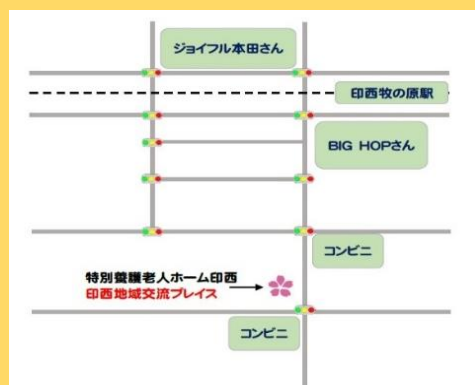 ジョイフル本田さん
印西牧の原駅
BIG HOPさん
コンビニ
特別養護老人ホーム印西
印西地域交流プレイス
コンビニ